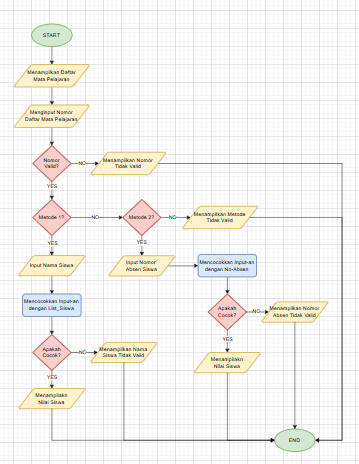 START
Menampilkan Daftar
Mata Pelajaran
Menginput Nomor
Daftar Mata Pelajaran
Nomor
Valid?
NO
Menampilkan Nomor
Tidak Valid
YES
Metode 1?
NO
Metode 2?
NO
Menampilkan Metode
Tidak Valid
YES
YES
Input Nama Siswa
Input Nomor
Absen Siswa
Mencocokkan Input-an
dengan No-Absen
Mencocokkan Input-an
dengan List_Siswa
Apakah
Cocok?
NO
Menampilkan Nomor
Absen Tidak Valid
YES
Apakah
Cocok?
NO
Menampilkan Nama
Siswa Tidak Valid
YES
Menampilakn
Nilai Siswa
Menampilakn
Nilai Siswa
END